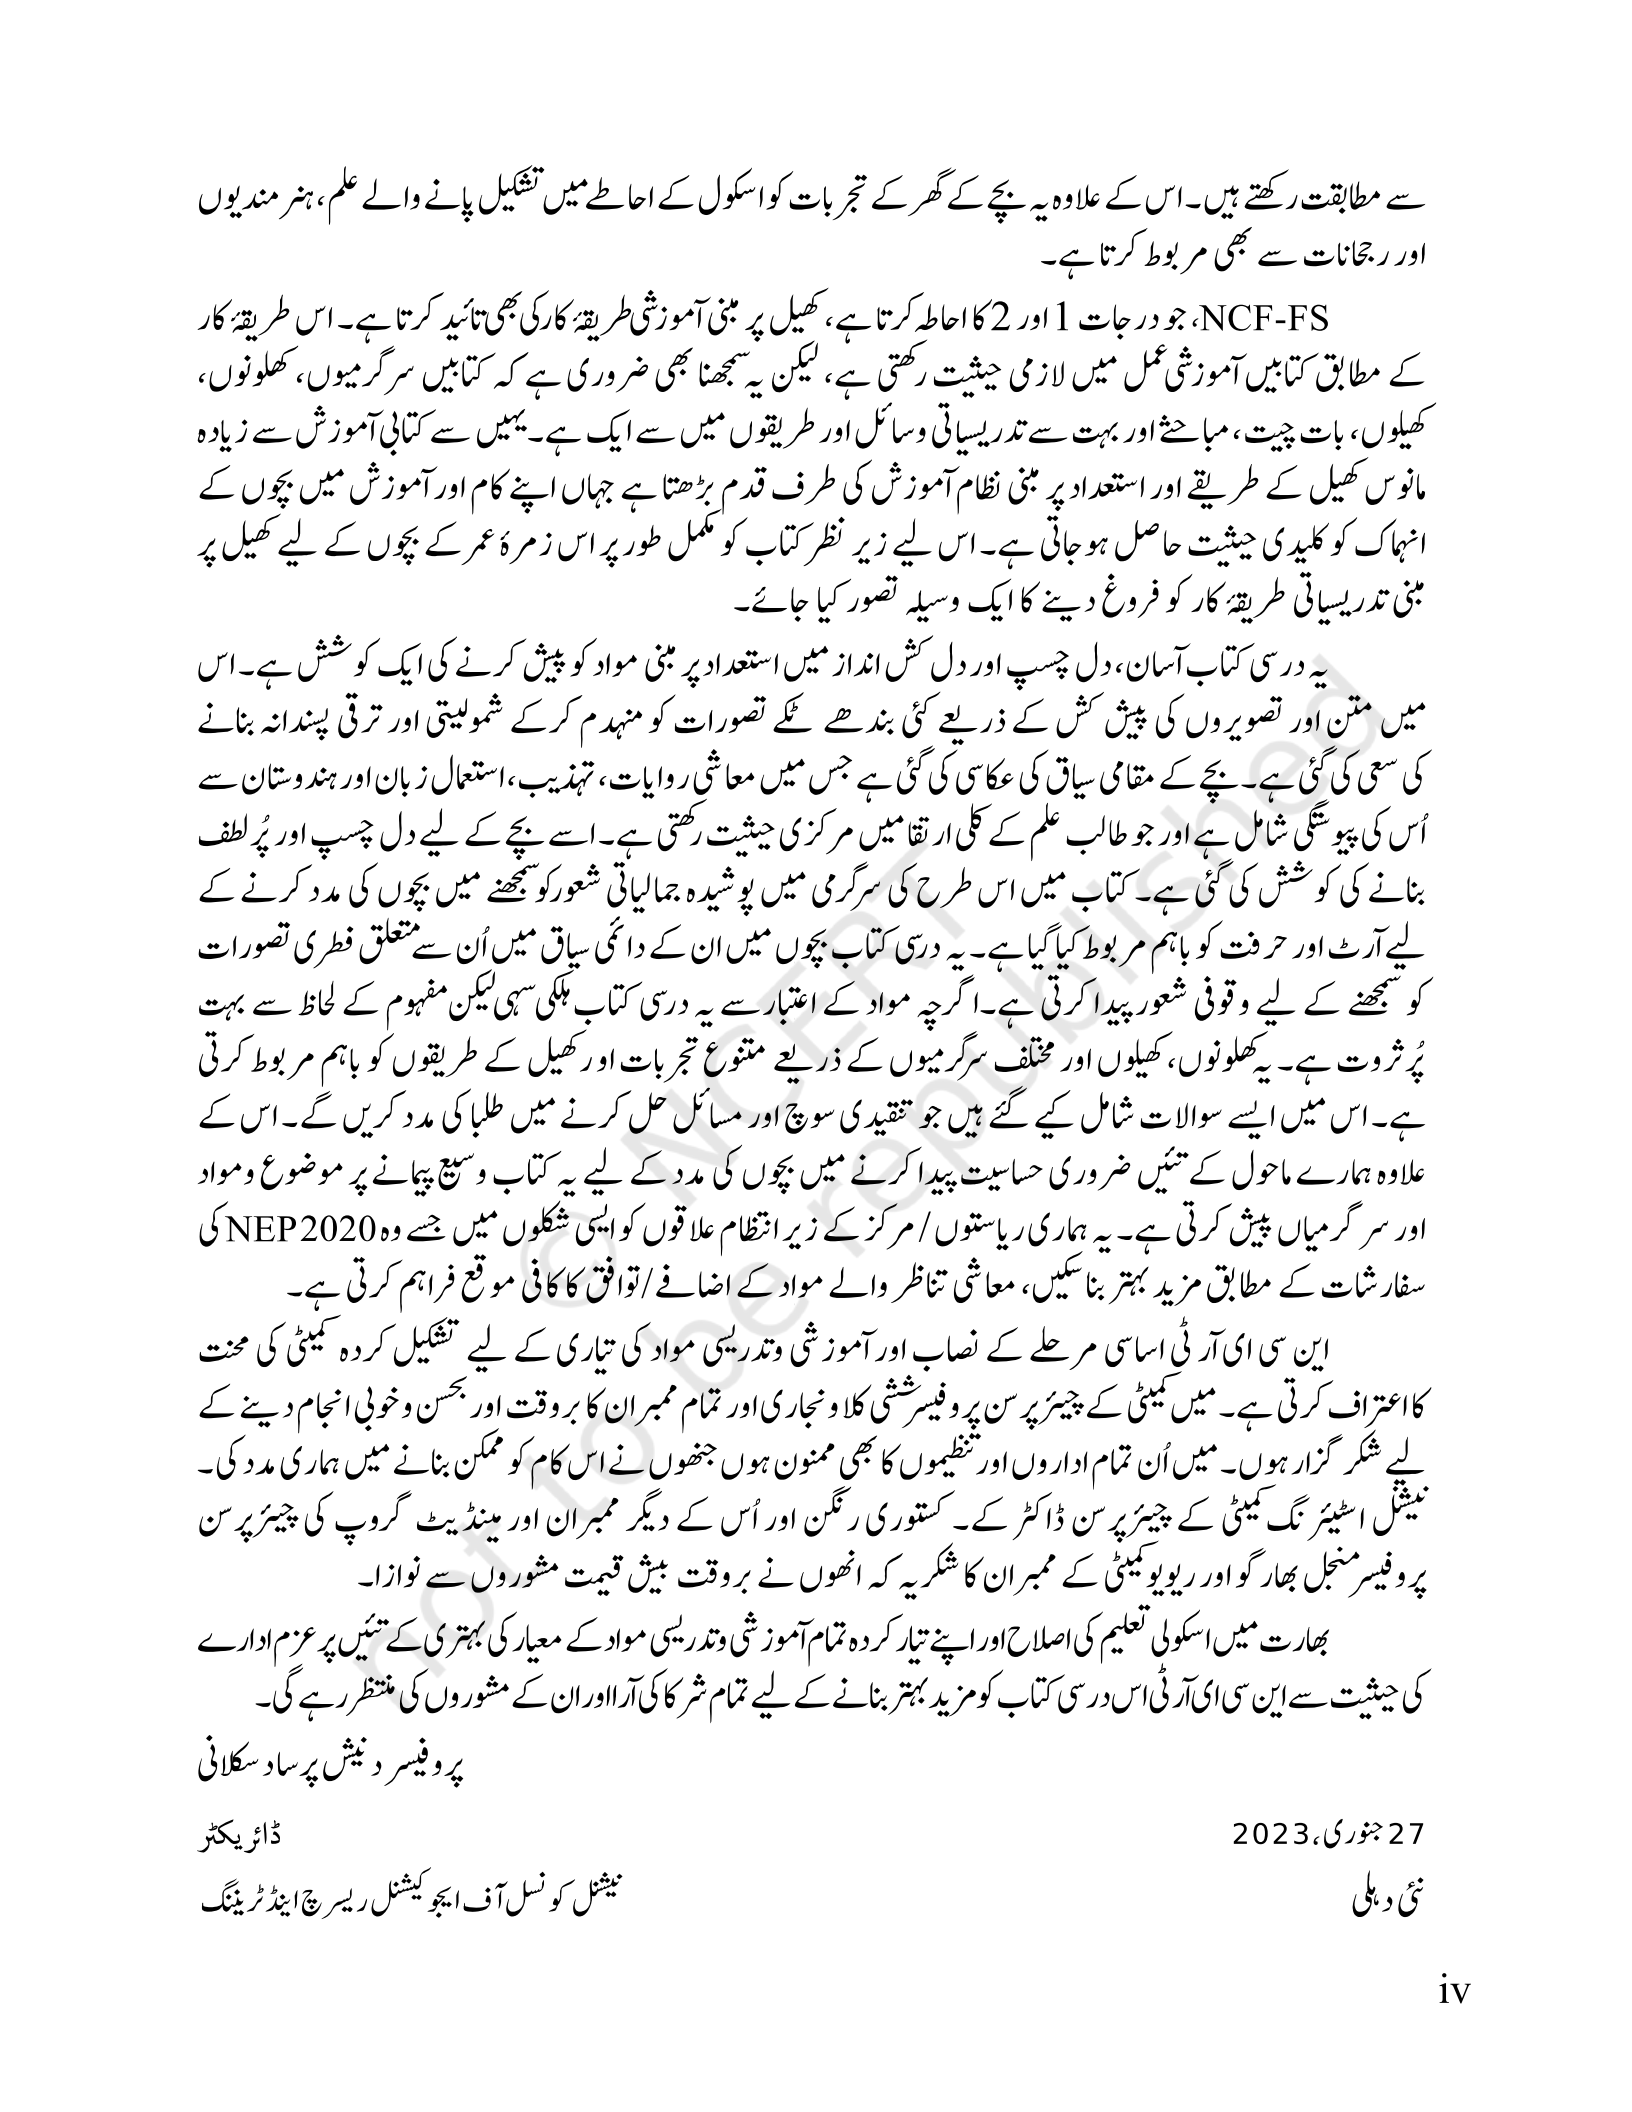 سے مطابقت رکھتے ہیں۔ اس کے علاوہ یہ بچے کے گھر کے تجربات کو اسکول کے احاطے میں تشکیل پانے والے علم، ہنر مندیوں
اور رجحانات سے بھی مربوط کرتا ہے۔
NCF-FS، جو درجات 1 اور 2 کا احاطہ کرتا ہے، کھیل پر مبنی آموزشی طریقۂ کار کی بھی تائید کرتا ہے۔ اس طریقۂ کار
کے مطابق کتابیں آموزشی عمل میں لازمی حیثیت رکھتی ہے، لیکن یہ سمجھنا بھی ضروری ہے کہ کتابیں سرگرمیوں، کھلونوں،
کھیلوں، بات چیت، مباحثے اور بہت سے تدریسیاتی وسائل اور طریقوں میں سے ایک ہے۔ یہیں سے کتابی آموزش سے زیادہ
مانوس کھیل کے طریقے اور استعداد پر مبنی نظام آموزش کی طرف قدم بڑھتا ہے جہاں اپنے کام اور آموزش میں بچوں کے
انہماک کو کلیدی حیثیت حاصل ہوجاتی ہے۔ اس لیے زیر نظر کتاب کو مکمل طور پر اس زمرۂ عمر کے بچوں کے لیے کھیل پر
مبنی تدریسیاتی طریقۂ کار کو فروغ دینے کا ایک وسیلہ تصور کیا جائے۔
یہ درسی کتاب آسان، دل چسپ اور دل کش انداز میں استعداد پر مبنی مواد کو پیش کرنے کی ایک کوشش ہے۔ اس
میں متن اور تصویروں کی پیش کش کے ذریعے کئی بندھے ٹکے تصورات کو منہدم کرکے شمولیتی اور ترقی پسندانہ بنانے
کی سعی کی گئی ہے۔ بچے کے مقامی سیاق کی عکاسی کی گئی ہے جس میں معاشی روایات، تہذیب، استعمال زبان اور ہندوستان سے
اُس کی پیوستگی شامل ہے اور جو طالب علم کے کلی ارتقا میں مرکزی حیثیت رکھتی ہے۔ اسے بچے کے لیے دل چسپ اور پُر لطف
بنانے کی کوشش کی گئی ہے۔ کتاب میں اس طرح کی سرگرمی میں پوشیدہ جمالیاتی شعور کو سمجھنے میں بچوں کی مدد کرنے کے
لیے آرٹ اور حرفت کو باہم مربوط کیا گیا ہے۔ یہ درسی کتاب بچوں میں ان کے دائمی سیاق میں اُن سے متعلق فطری تصورات
کو سمجھنے کے لیے وقوفی شعور پیدا کرتی ہے۔ اگرچہ مواد کے اعتبار سے یہ درسی کتاب ہلکی سہی لیکن مفہوم کے لحاظ سے بہت
پُر ثروت ہے۔ یہ کھلونوں، کھیلوں اور مختلف سرگرمیوں کے ذریعے متنوع تجربات اور کھیل کے طریقوں کو باہم مربوط کرتی
ہے۔ اس میں ایسے سوالات شامل کیے گئے ہیں جو تنقیدی سوچ اور مسائل حل کرنے میں طلبا کی مدد کریں گے۔ اس کے
علاوہ ہمارے ماحول کے تئیں ضروری حساسیت پیدا کرنے میں بچوں کی مدد کے لیے یہ کتاب وسیع پیمانے پر موضوع ومواد
اور سرگرمیاں پیش کرتی ہے۔ یہ ہماری ریاستوں/ مرکز کے زیر انتظام علاقوں کو ایسی شکلوں میں جسے وہ NEP 2020 کی
سفارشات کے مطابق مزید بہتر بناسکیں، معاشی تناظر والے مواد کے اضافے/توافق کا کافی موقع فراہم کرتی ہے۔
این سی ای آر ٹی اساسی مرحلے کے نصاب اور آموزشی وتدریسی مواد کی تیاری کے لیے تشکیل کردہ کمیٹی کی محنت
کا اعتراف کرتی ہے۔ میں کمیٹی کے چیئرپرسن پروفیسر ششی کلا ونجاری اور تمام ممبران کا بروقت اور بحسن وخوبی انجام دینے کے
لیے شکر گزار ہوں۔ میں اُن تمام اداروں اور تنظیموں کا بھی ممنون ہوں جنھوں نے اس کام کو ممکن بنانے میں ہماری مدد کی۔
نیشنل اسٹیئرنگ کمیٹی کے چیئرپرسن ڈاکٹر کے۔ کستوری رنگن اور اُس کے دیگر ممبران اور مینڈیٹ گروپ کی چیئرپرسن
پروفیسر منجل بھارگو اور ریویو کمیٹی کے ممبران کا شکریہ کہ انھوں نے بروقت بیش قیمت مشوروں سے نوازا۔
بھارت میں اسکولی تعلیم کی اصلاح اور اپنے تیار کردہ تمام آموزشی وتدریسی مواد کے معیار کی بہتری کے تئیں پرعزم ادارے
کی حیثیت سے این سی ای آر ٹی اس درسی کتاب کو مزید بہتر بنانے کے لیے تمام شرکا کی آرا اور ان کے مشوروں کی منتظر رہے گی۔
پروفیسر دنیش پرساد سکلانی
27 جنوری، 2023 ڈائریکٹر
نئی دہلی نیشنل کونسل آف ایجوکیشنل ریسرچ اینڈ ٹریننگ
iv
© NCERT
not to be republished